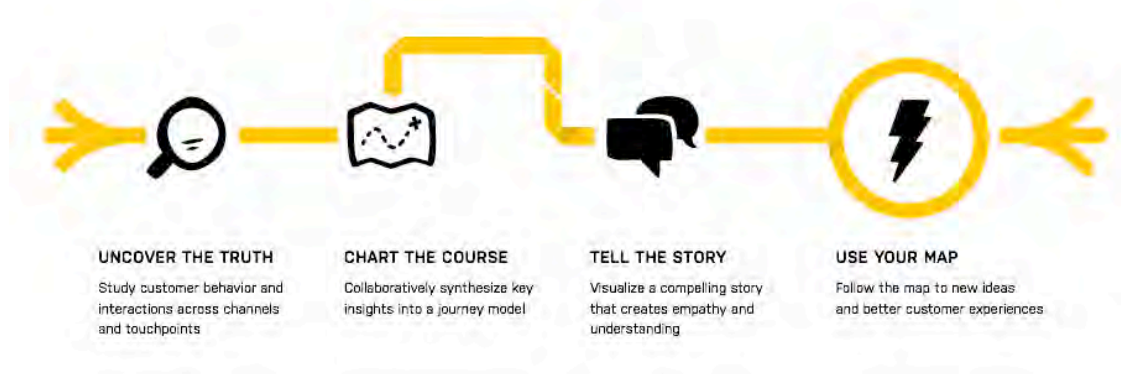 UNCOVER THE TRUTH
Study customer behavior and
interactions across channels
and touchpoints
CHART THE COURSE
Collaboratively synthesize key
insights into a journey model
TELL THE STORY
Visualize a compelling story
that creates empathy and
understanding
USE YOUR MAP
Follow the map to new ideas
and better customer experiences